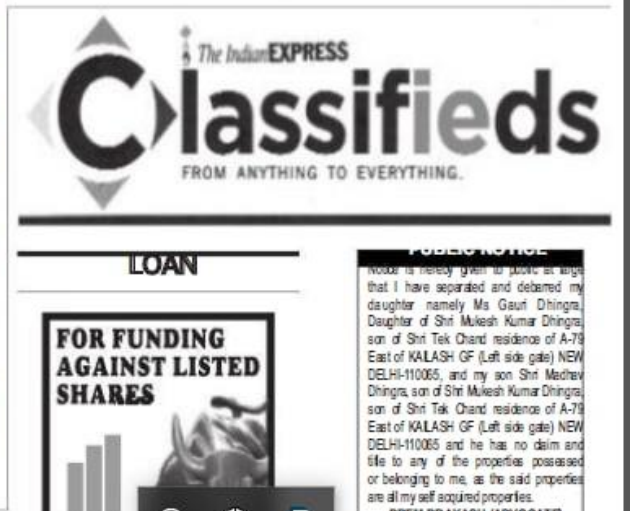 The Indian EXPRESS
Classifieds
FROM ANYTHING TO EVERYTHING.
LOAN
FOR FUNDING
AGAINST LISTED
SHARES
PUBLIC NOTICE
Notice is hereby given to public at large
that I have separated and debarred my
daughter namely Ms Gauri Dhingra,
Daughter of Shri Mukesh Kumar Dhingra,
son of Shri Tek Chand residence of A-79
East of KAILASH GF (Left side gate) NEW
DELHI-110065, and my son Shri Madhav
Dhingra, son of Shri Mukesh Kumar Dhingra,
son of Shri Tek Chand residence of A-79
East of KAILASH GF (Left side gate) NEW
DELHI-110065 and he has no claim and
title to any of the properties possessed
or belonging to me, as the said properties
are all my self acquired properties.